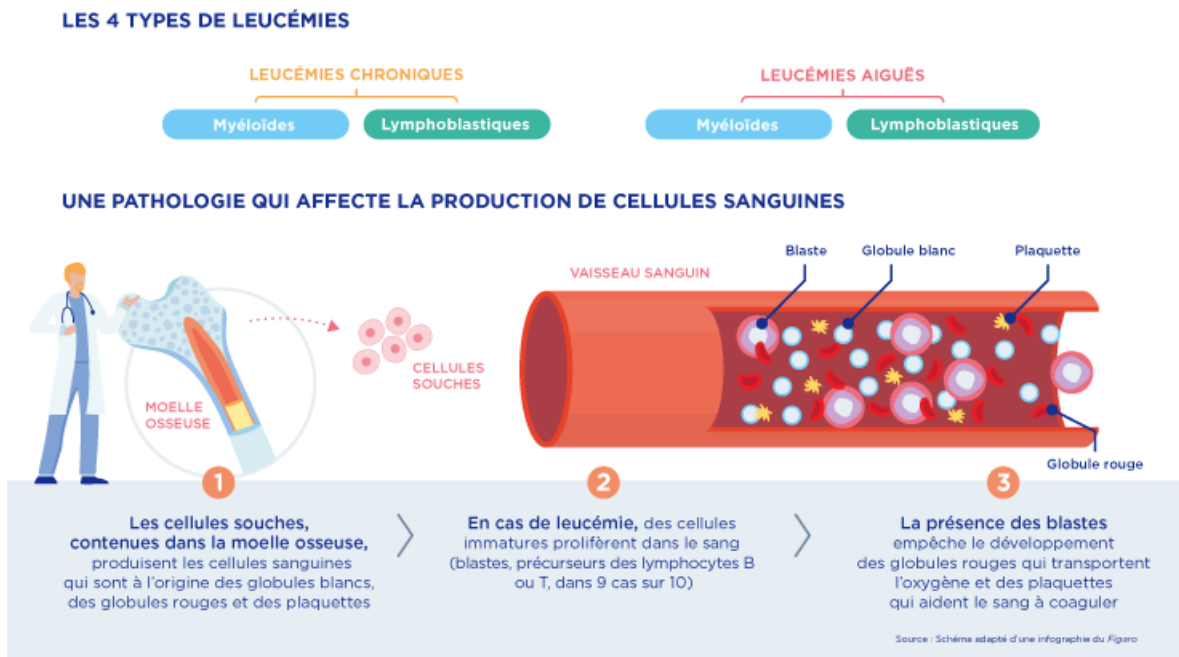 LES 4 TYPES DE LEUCÉMIES
LEUCÉMIES CHRONIQUES
LEUCÉMIES AIGUËS
Myéloïdes
Lymphoblastiques
Myéloïdes
Lymphoblastiques
UNE PATHOLOGIE QUI AFFECTE LA PRODUCTION DE CELLULES SANGUINES
Blaste
Globule blanc
Plaquette
VAISSEAU SANGUIN
CELLULES
SOUCHES
MOELLE
OSSEUSE
Globule rouge
1
Les cellules souches,
contenues dans la moelle osseuse,
produisent les cellules sanguines
qui sont à l'origine des globules blancs,
des globules rouges et des plaquettes
2
En cas de leucémie, des cellules
immatures prolifèrent dans le sang
(blastes, précurseurs des lymphocytes B
ou T, dans 9 cas sur 10)
3
La présence des blastes
empêche le développement
des globules rouges qui transportent
l'oxygène et des plaquettes
qui aident le sang à coaguler
Source : Schéma adapté d'une infographie du Figaro